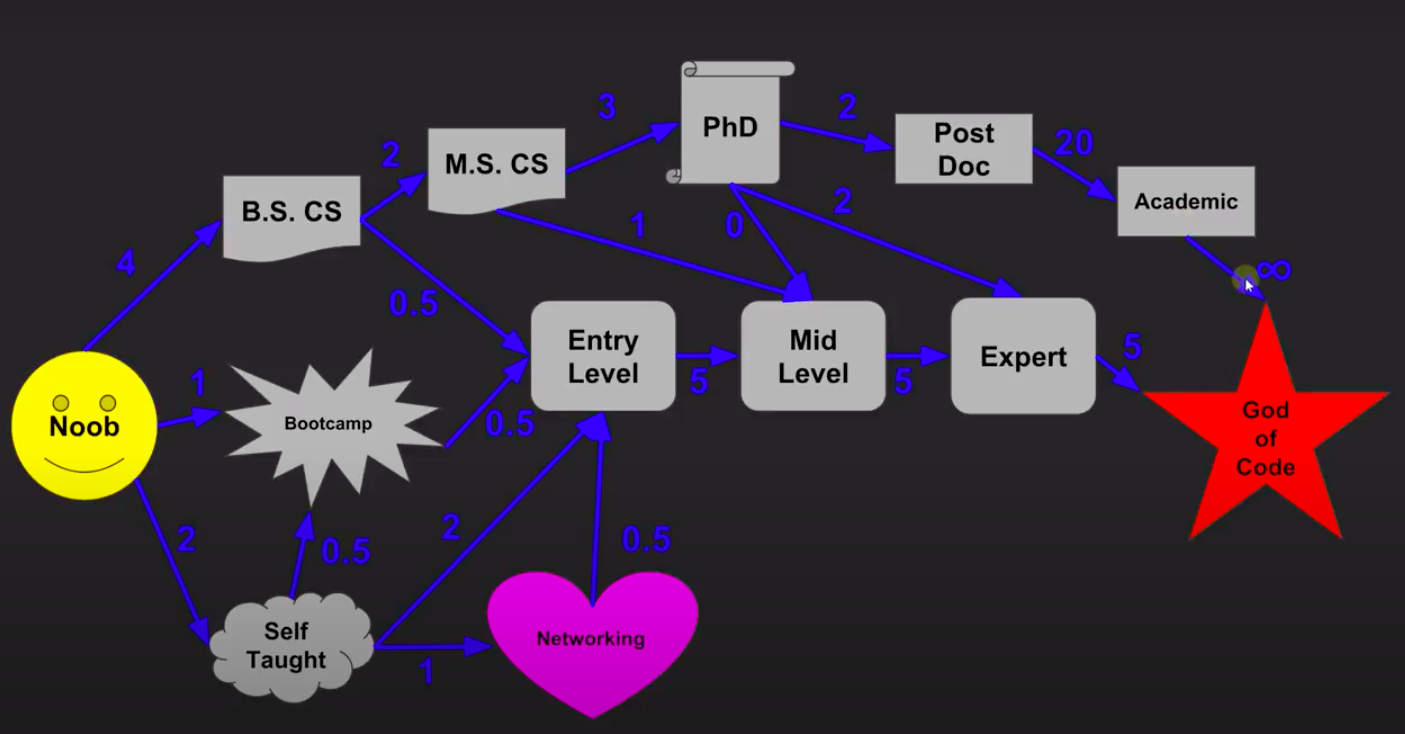 3
PhD
2
Post
Doc
20
2
M.S. CS
Academic
B.S. CS
1
0
2
4
∞
0.5
Entry
Level
Mid
Level
Expert
5
5
5
1
Noob
Bootcamp
0.5
God
of
Code
2
0.5
2
0.5
Self
Taught
Networking
1